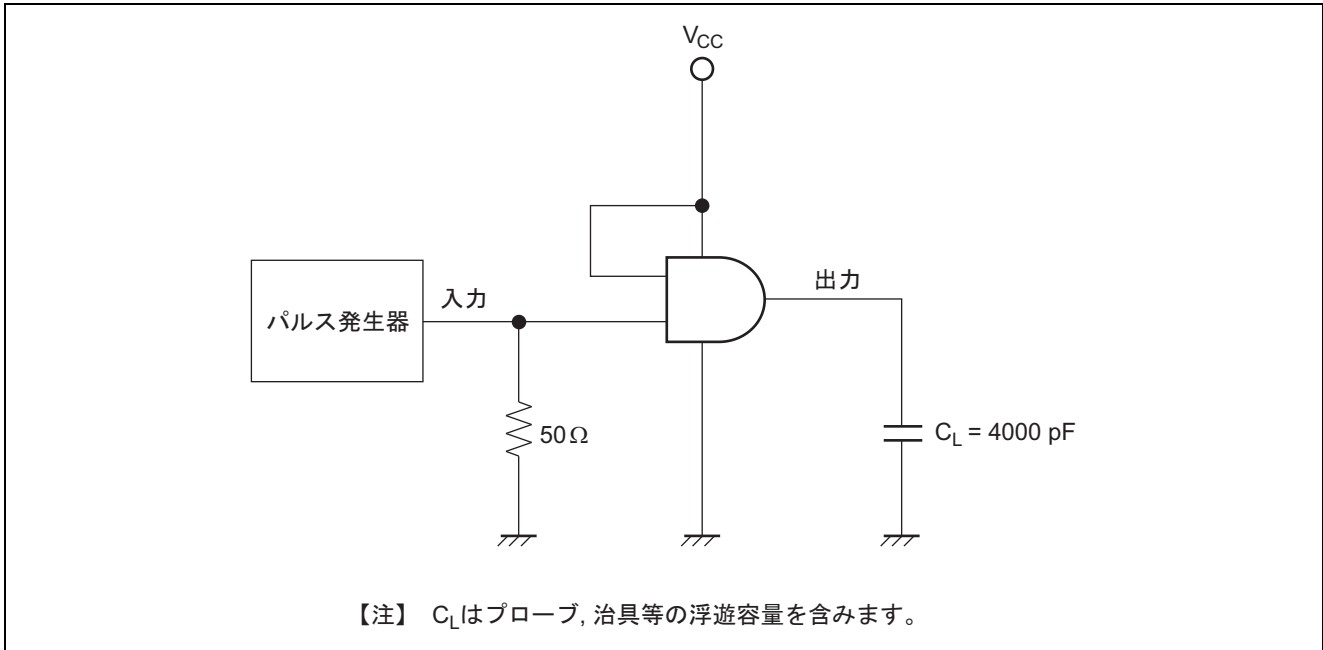 VCC
入力
出力
パルス発生器
50Ω
CL = 4000 pF
【注】 CLはプローブ, 治具等の浮遊容量を含みます。